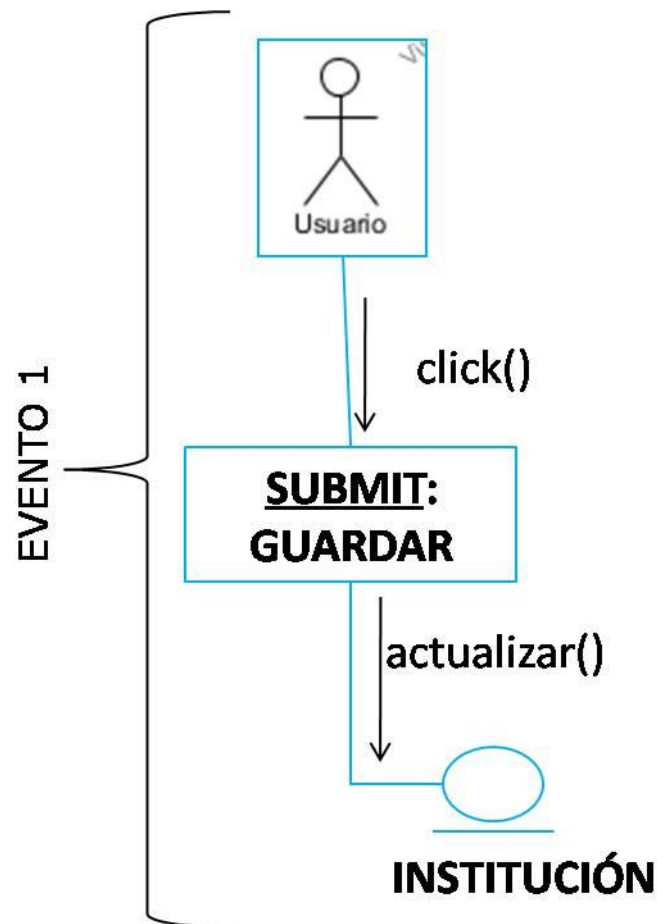 Usuario
click()
EVENTO 1
SUBMIT:
GUARDAR
actualizar()
INSTITUCIÓN